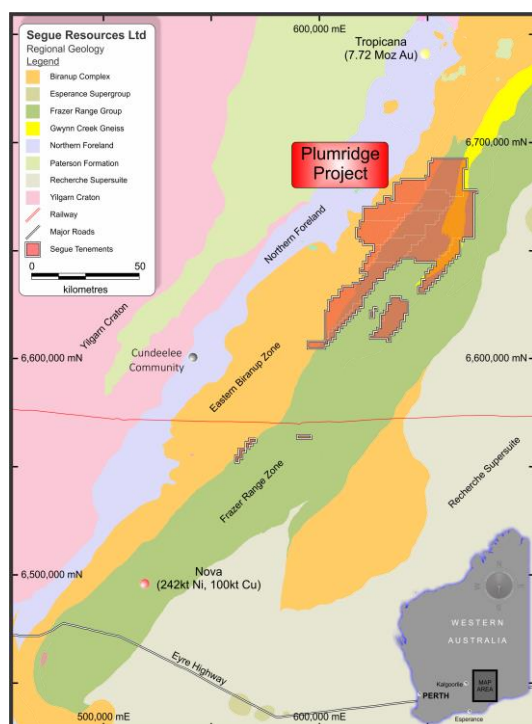 Segue Resources Ltd
Regional Geology
Legend
Biranup Complex
Esperance Supergroup
Frazer Range Group
Gwynn Creek Gneiss
Northern Foreland
Paterson Formation
Recherche Supersuite
Yilgarn Craton
Railway
Major Roads
Segue Tenements
0
50
kilometres
600,000 mE
Tropicana
(7.72 Moz Au)
6,700,000 mN
Plumridge
Project
Northern Foreland
Yilgarn Craton
6,600,000 mN
6,600,000 mN
Cundeelee
Community
Eastern Biranup Zone
Frazer Range Zone
Recherche Supersuite
Nova
(242kt Ni, 100kt Cu)
6,500,000 mN
Eyre Highway
500,000 mE
600,000 mE
WESTERN
AUSTRALIA
Kalgoorlie
PERTH
MAP
AREA
Esperance